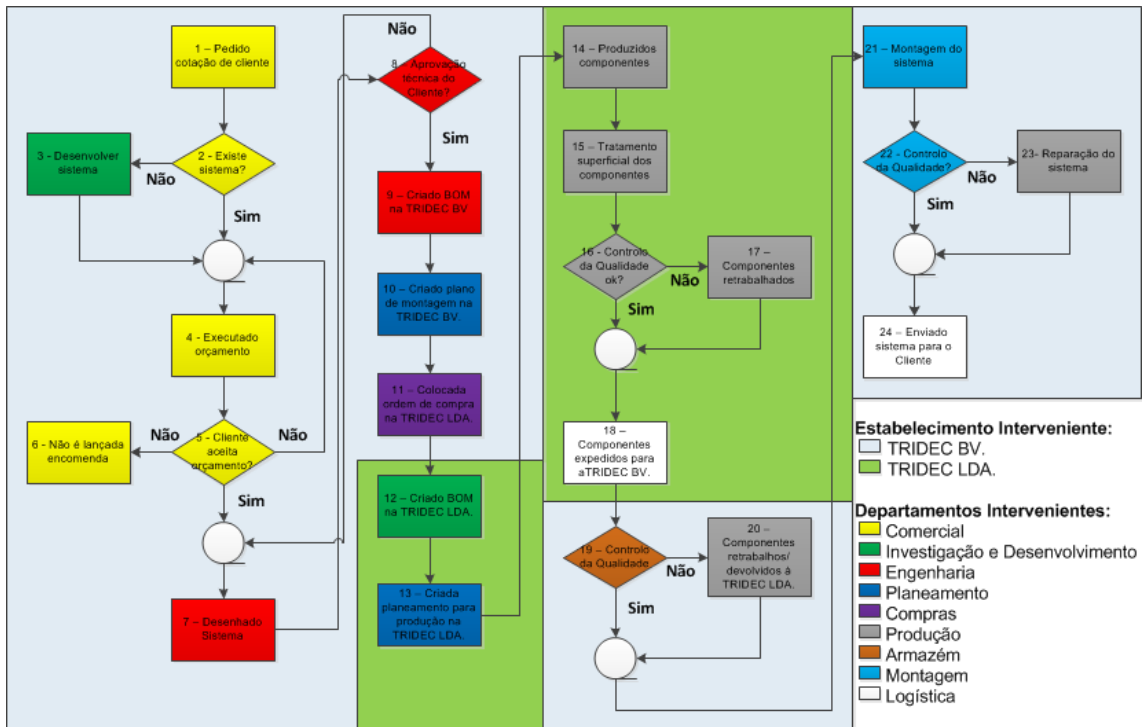 1 – Pedido
cotação de cliente
2 - Existe
sistema?
Não
3 - Desenvolver
sistema
Sim
4 - Executado
orçamento
5 - Cliente
aceita
orçamento?
Não
Não
6 - Não é lançada
encomenda
Sim
7 – Desenhado
Sistema
Não
8 – Aprovação
técnica do
Cliente?
Sim
9 – Criado BOM
na TRIDEC BV
10 – Criado plano
de montagem na
TRIDEC BV.
11 – Colocada
ordem de compra
na TRIDEC LDA.
12 – Criado BOM
na TRIDEC LDA.
13 – Criada
planeamento para
produção na
TRIDEC LDA.
14 – Produzidos
componentes
15 – Tratamento
superficial dos
componentes
16 - Controlo
da Qualidade
ok?
Não
17 –
Componentes
retrabalhados
Sim
18 –
Componentes
expedidos para
aTRIDEC BV.
19 – Controlo
da Qualidade
Não
20 –
Componentes
retrabalhos/
devolvidos à
TRIDEC LDA.
Sim
21 – Montagem do
sistema
22 - Controlo
da Qualidade?
Não
23- Reparação do
sistema
Sim
24 – Enviado
sistema para o
Cliente
Estabelecimento Interveniente:
TRIDEC BV.
TRIDEC LDA.
Departamentos Intervenientes:
Comercial
Investigação e Desenvolvimento
Engenharia
Planeamento
Compras
Produção
Armazém
Montagem
Logística